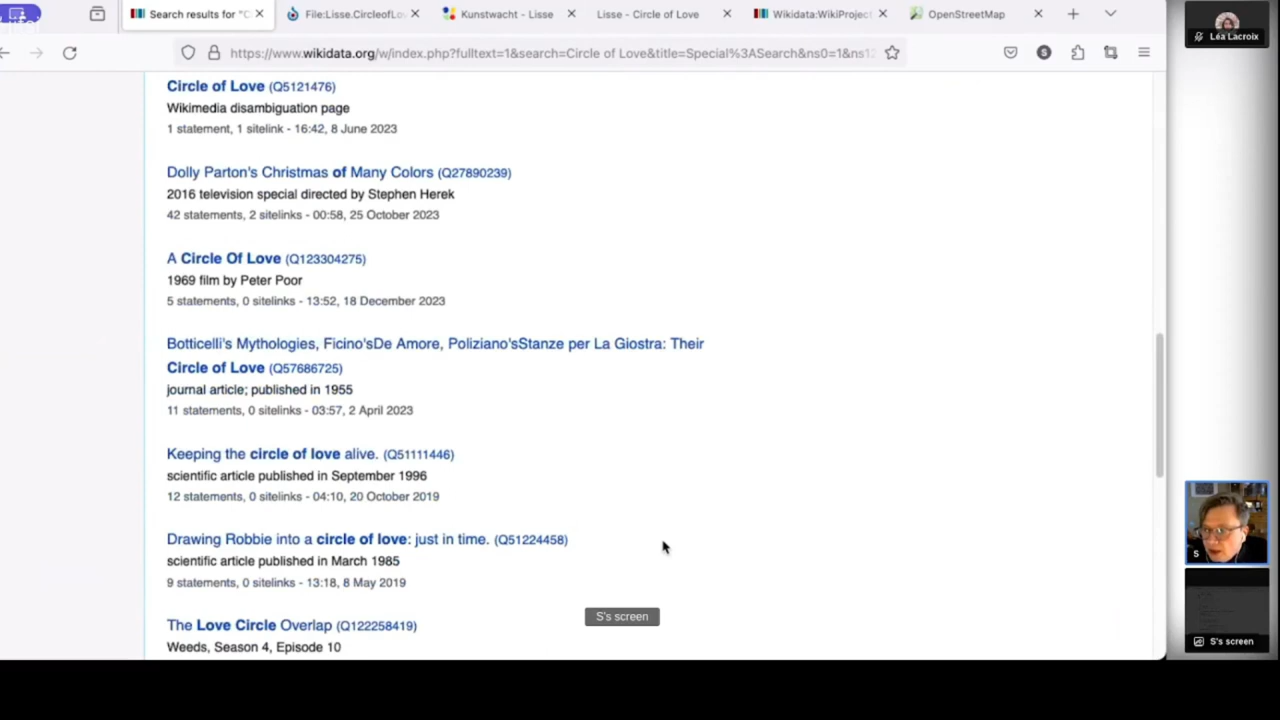 Search results for "C
File:Lisse.CircleofLo
Kunstwacht - Lisse
Lisse - Circle of Love
Wikidata:WikiProject
OpenStreetMap
Léa Lacroix
https://www.wikidata.org/w/index.php?fulltext=1&search=Circle of Love&title=Special%3ASearch&ns0=1&ns12
S
Circle of Love (Q5121476)
Wikimedia disambiguation page
1 statement, 1 sitelink - 16:42, 8 June 2023
Dolly Parton's Christmas of Many Colors (Q27890239)
2016 television special directed by Stephen Herek
42 statements, 2 sitelinks - 00:58, 25 October 2023
A Circle Of Love (Q123304275)
1969 film by Peter Poor
5 statements, 0 sitelinks - 13:52, 18 December 2023
Botticelli's Mythologies, Ficino'sDe Amore, Poliziano'sStanze per La Giostra: Their
Circle of Love (Q57686725)
journal article; published in 1955
11 statements, 0 sitelinks - 03:57, 2 April 2023
Keeping the circle of love alive. (Q51111446)
scientific article published in September 1996
12 statements, 0 sitelinks - 04:10, 20 October 2019
Drawing Robbie into a circle of love: just in time. (Q51224458)
scientific article published in March 1985
9 statements, 0 sitelinks - 13:18, 8 May 2019
S
S's screen
The Love Circle Overlap (Q122258419)
Weeds, Season 4, Episode 10
S's screen